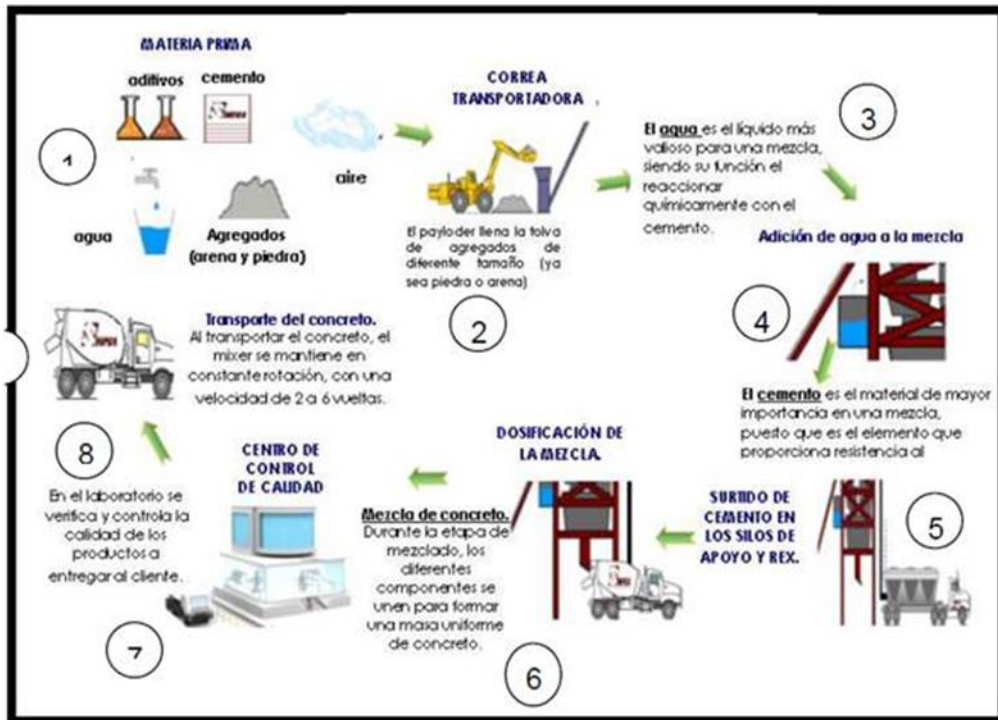 MATERIA PRIMA
aditivos
cemento
aire
agua
Agregados
(arena y piedra)
1
CORREA
TRANSPORTADORA
El payloder llena la tolva
de agregados de
diferente tamaño (ya
sea piedra o arena)
2
El agua es el líquido más
valioso para una mezcla,
siendo su función el
reaccionar
químicamente con el
cemento.
3
Adición de agua a la mezcla
4
El cemento es el material de mayor
importancia en una mezcla,
puesto que es el elemento que
proporciona resistencia al
SURTIDO DE
CEMENTO EN
LOS SILOS DE
APOYO Y REX.
5
DOSIFICACIÓN DE
LA MEZCLA.
Mezcla de concreto.
Durante la etapa de
mezclado, los
diferentes
componentes se
unen para formar
una masa uniforme
de concreto.
6
CENTRO DE
CONTROL
DE CALIDAD
7
En el laboratorio se
verifica y controla la
calidad de los
productos a
entregar al cliente.
8
Transporte del concreto.
Al transportar el concreto, el
mixer se mantiene en
constante rotación, con una
velocidad de 2 a 6 vueltas.